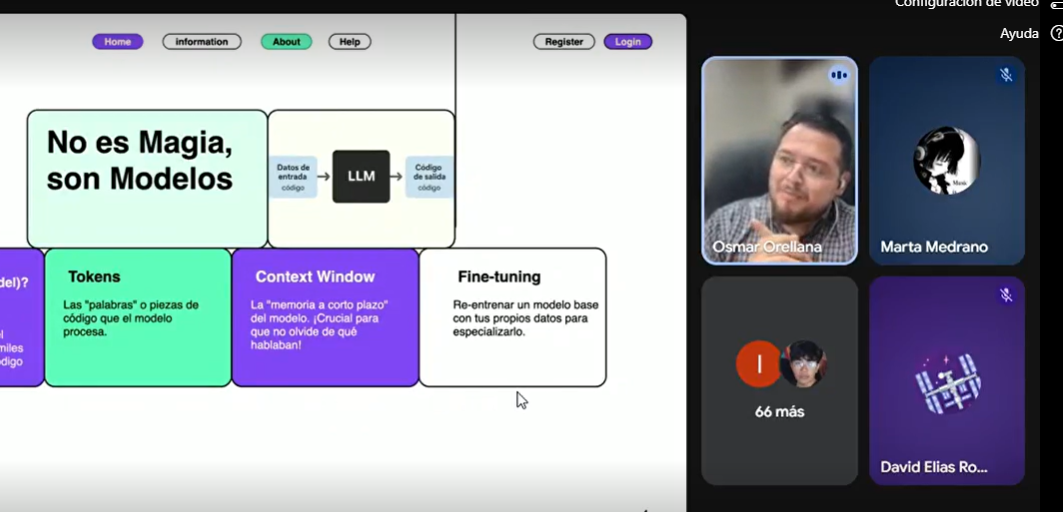 Configuración de video
Ayuda
Home
information
About
Help
Register
Login
No es Magia,
son Modelos
Datos de
entrada
código
LLM
Código
de salida
código
del)?
miles
digo
Tokens
Las "palabras" o piezas de
código que el modelo
procesa.
Context Window
La "memoria a corto plazo"
del modelo. ¡Crucial para
que no olvide de qué
hablaban!
Fine-tuning
Re-entrenar un modelo base
con tus propios datos para
especializarlo.
Osmar Orellana
Marta Medrano
I
66 más
David Elias Ro...